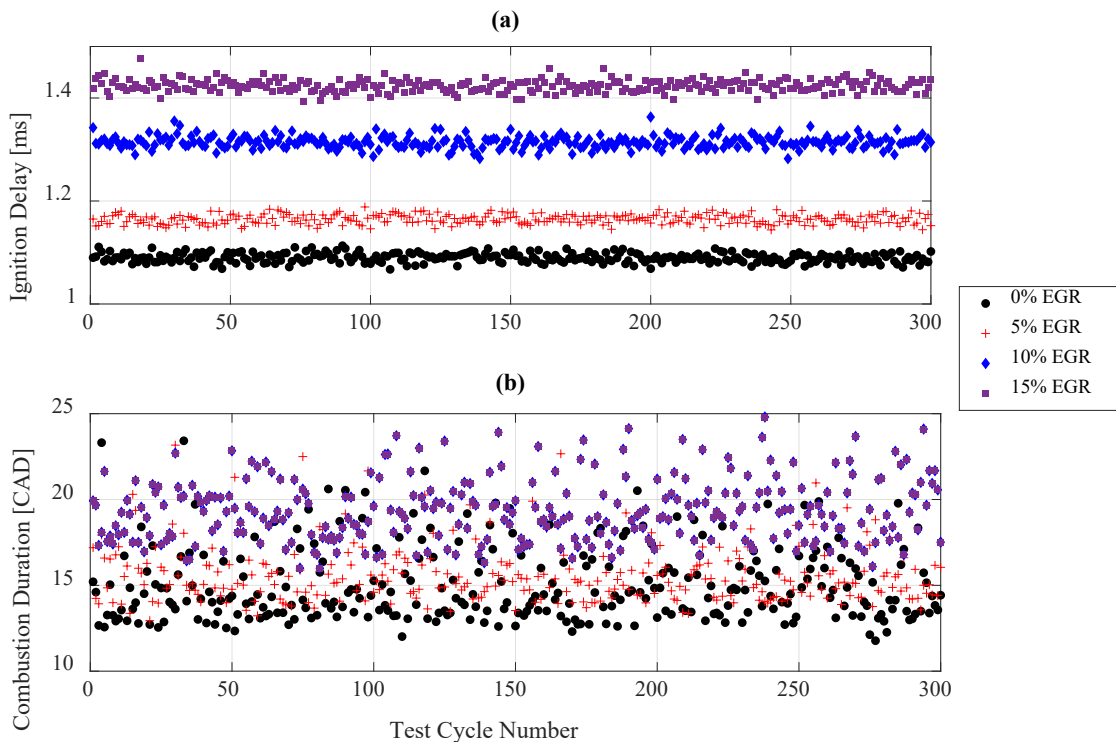 (a)
Ignition Delay [ms]
1.4
1.2
1
0 50 100 150 200 250 300
0% EGR
5% EGR
10% EGR
15% EGR
(b)
Combustion Duration [CAD]
25
20
15
10
0 50 100 150 200 250 300
Test Cycle Number